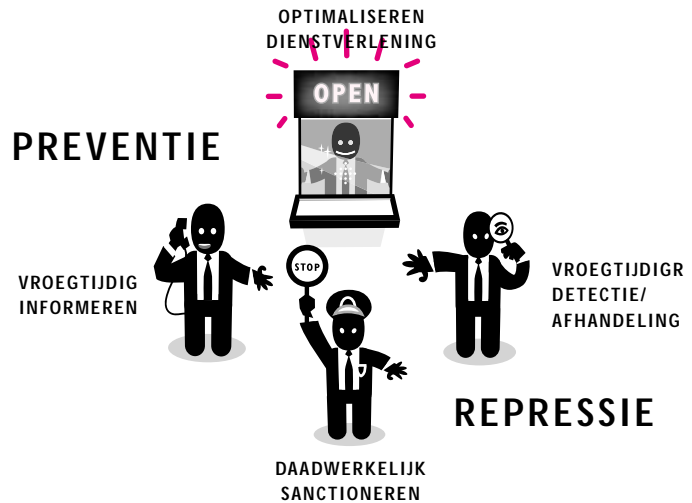 OPTIMALISEREN
DIENSTVERLENING
OPEN
PREVENTIE
VROEGTIJDIG
INFORMEREN
STOP
VROEGTIJDIGR
DETECTIE/
AFHANDELING
REPRESSIE
DAADWERKELIJK
SANCTIONEREN